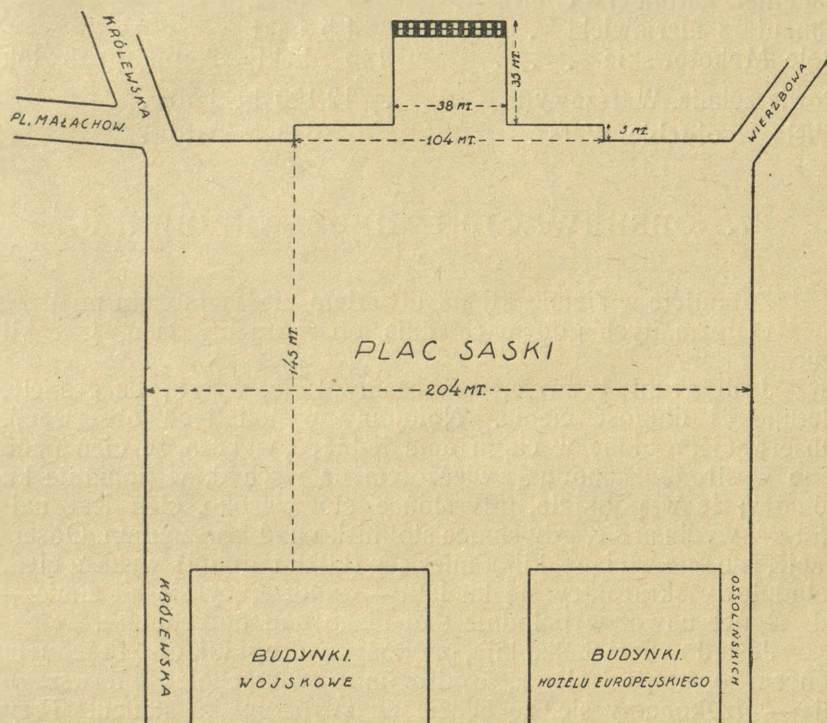 KRÓLEWSKA
PL. MAŁACHOW.
35 MT.
38 MT.
5 MT.
104 MT.
WIERZBOWA
145 MT.
PLAC SASKI
204 MT.
KRÓLEWSKA
BUDYNKI.
WOJSKOWE
BUDYNKI.
HOTELU EUROPEJSKIEGO
OSSOLIŃSKICH